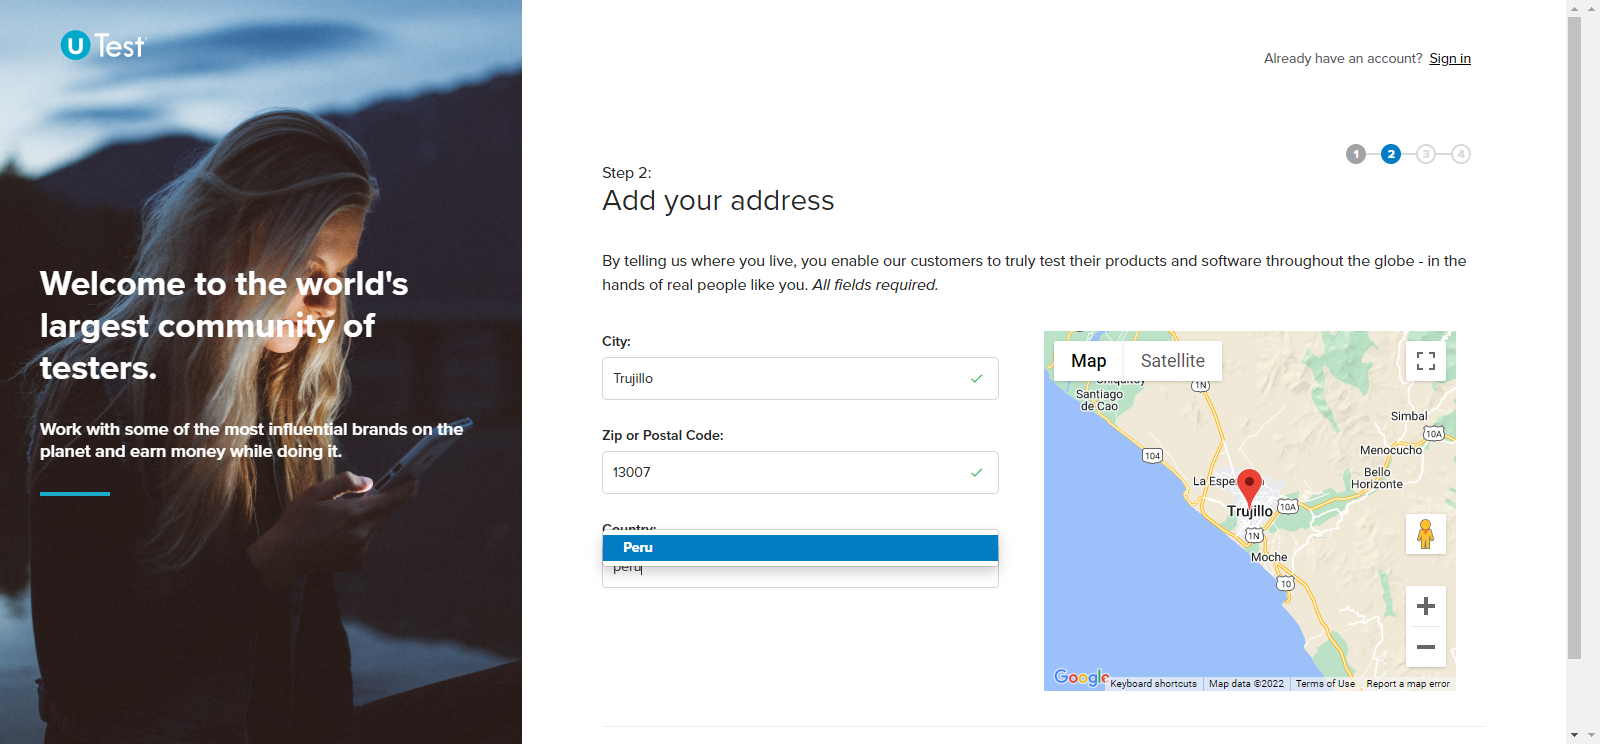 U Test
Already have an account? Sign in
1 2 3 4
Step 2:
Add your address
Welcome to the world's
largest community of
testers.
Work with some of the most influential brands on the
planet and earn money while doing it.
By telling us where you live, you enable our customers to truly test their products and software throughout the globe - in the
hands of real people like you. All fields required.
City:
Trujillo
Zip or Postal Code:
13007
Country:
Peru
peru
Map Satellite
1N
Santiago
de Cao
Simbal
10A
Menocucho
104
Bello
Horizonte
La Espe
10A
Trujillo
1N
Moche
10
Google
Keyboard shortcuts
Map data ©2022
Terms of Use
Report a map error